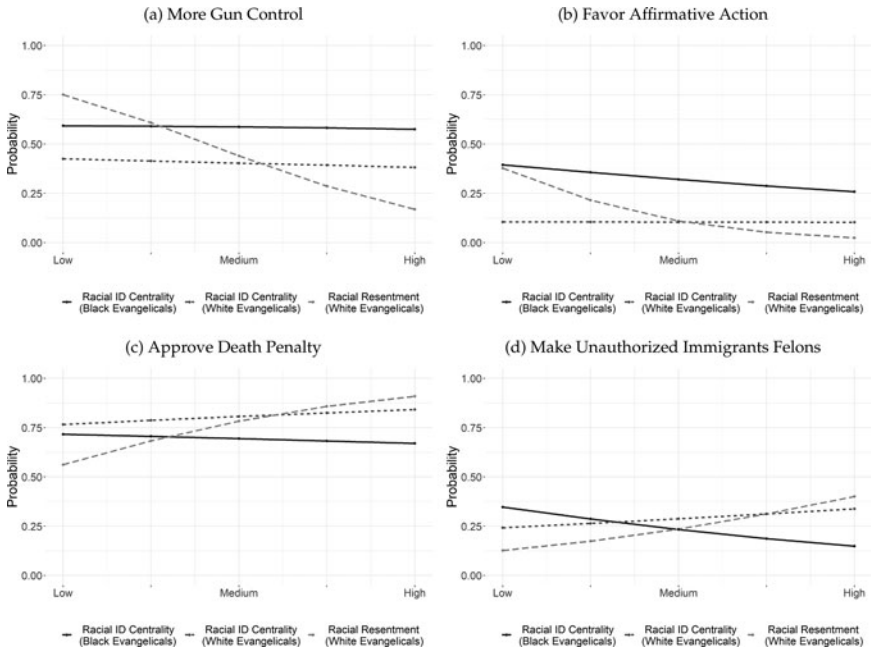 (a) More Gun Control
1.00
0.75
0.50
0.25
0.00
Probability
Low
Medium
High
Racial ID Centrality
(Black Evangelicals)
Racial ID Centrality
(White Evangelicals)
Racial Resentment
(White Evangelicals)
(b) Favor Affirmative Action
1.00
0.75
0.50
0.25
0.00
Probability
Low
Medium
High
Racial ID Centrality
(Black Evangelicals)
Racial ID Centrality
(White Evangelicals)
Racial Resentment
(White Evangelicals)
(c) Approve Death Penalty
1.00
0.75
0.50
0.25
0.00
Probability
Low
Medium
High
Racial ID Centrality
(Black Evangelicals)
Racial ID Centrality
(White Evangelicals)
Racial Resentment
(White Evangelicals)
(d) Make Unauthorized Immigrants Felons
1.00
0.75
0.50
0.25
0.00
Probability
Low
Medium
High
Racial ID Centrality
(Black Evangelicals)
Racial ID Centrality
(White Evangelicals)
Racial Resentment
(White Evangelicals)